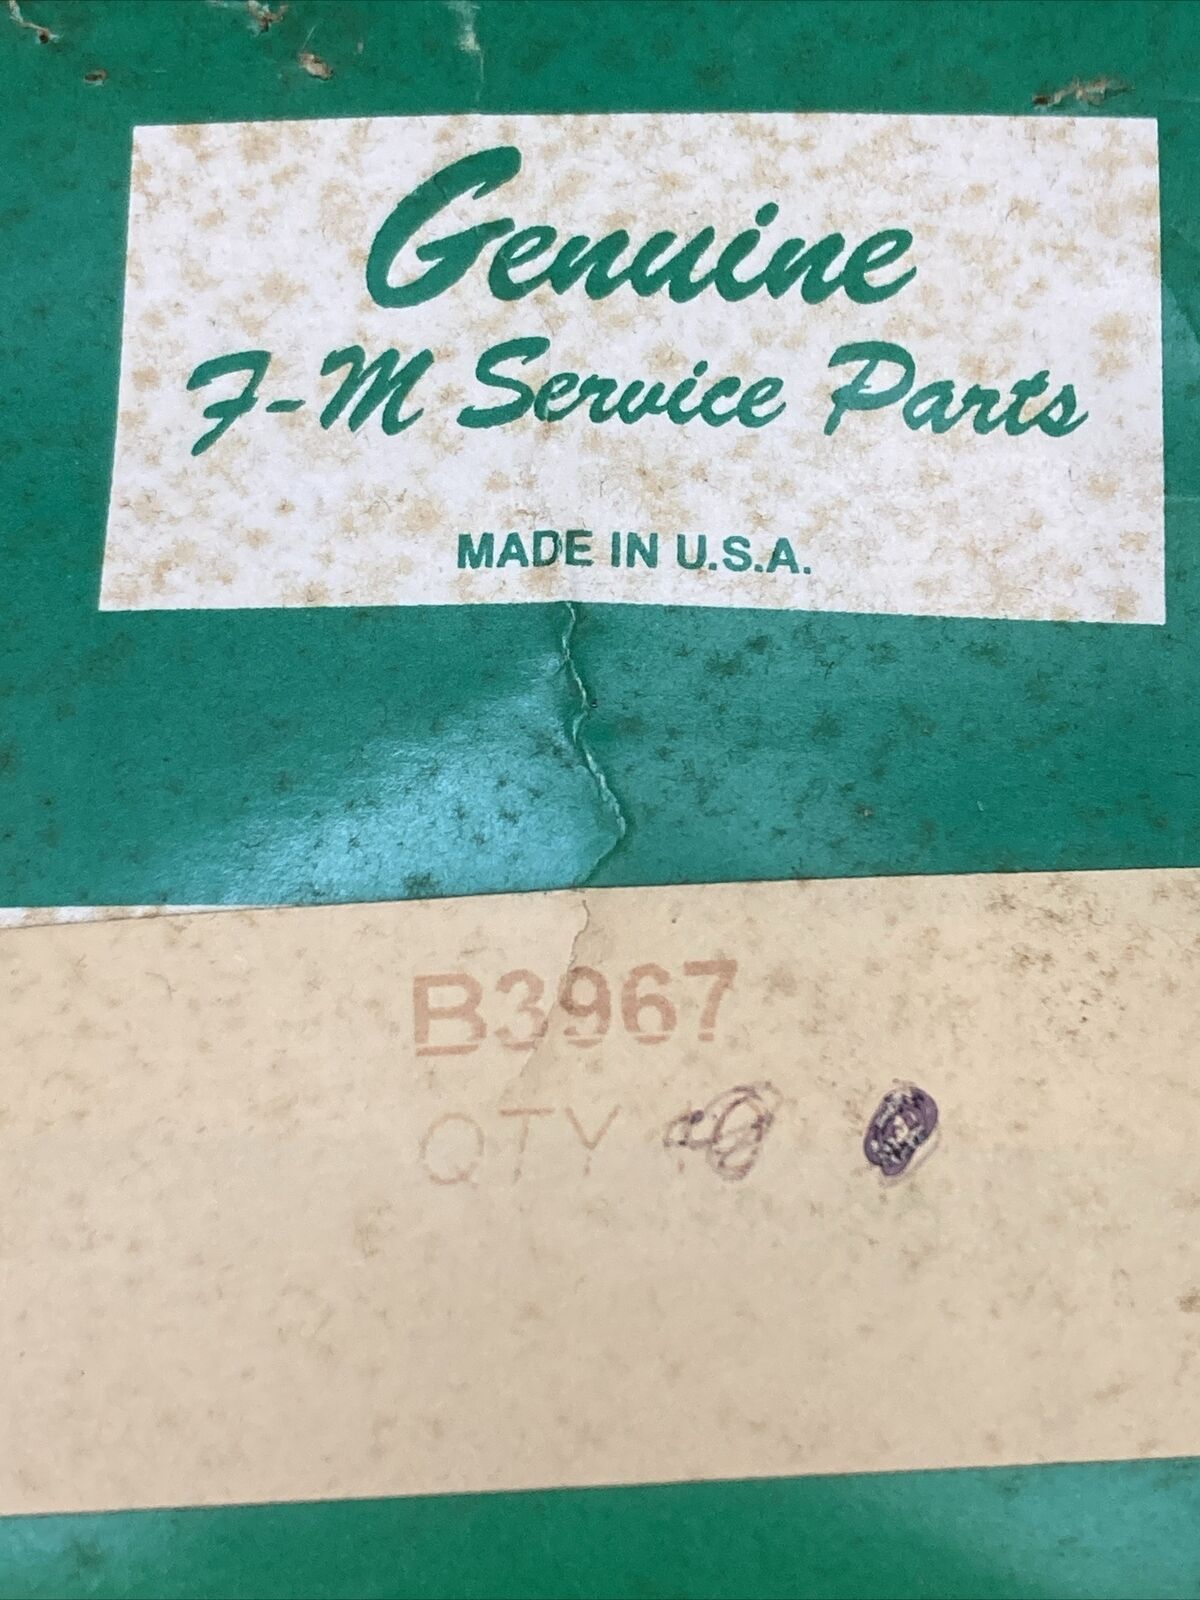 Genuine
F-M Service Parts
MADE IN U.S.A.
B3967
QTY